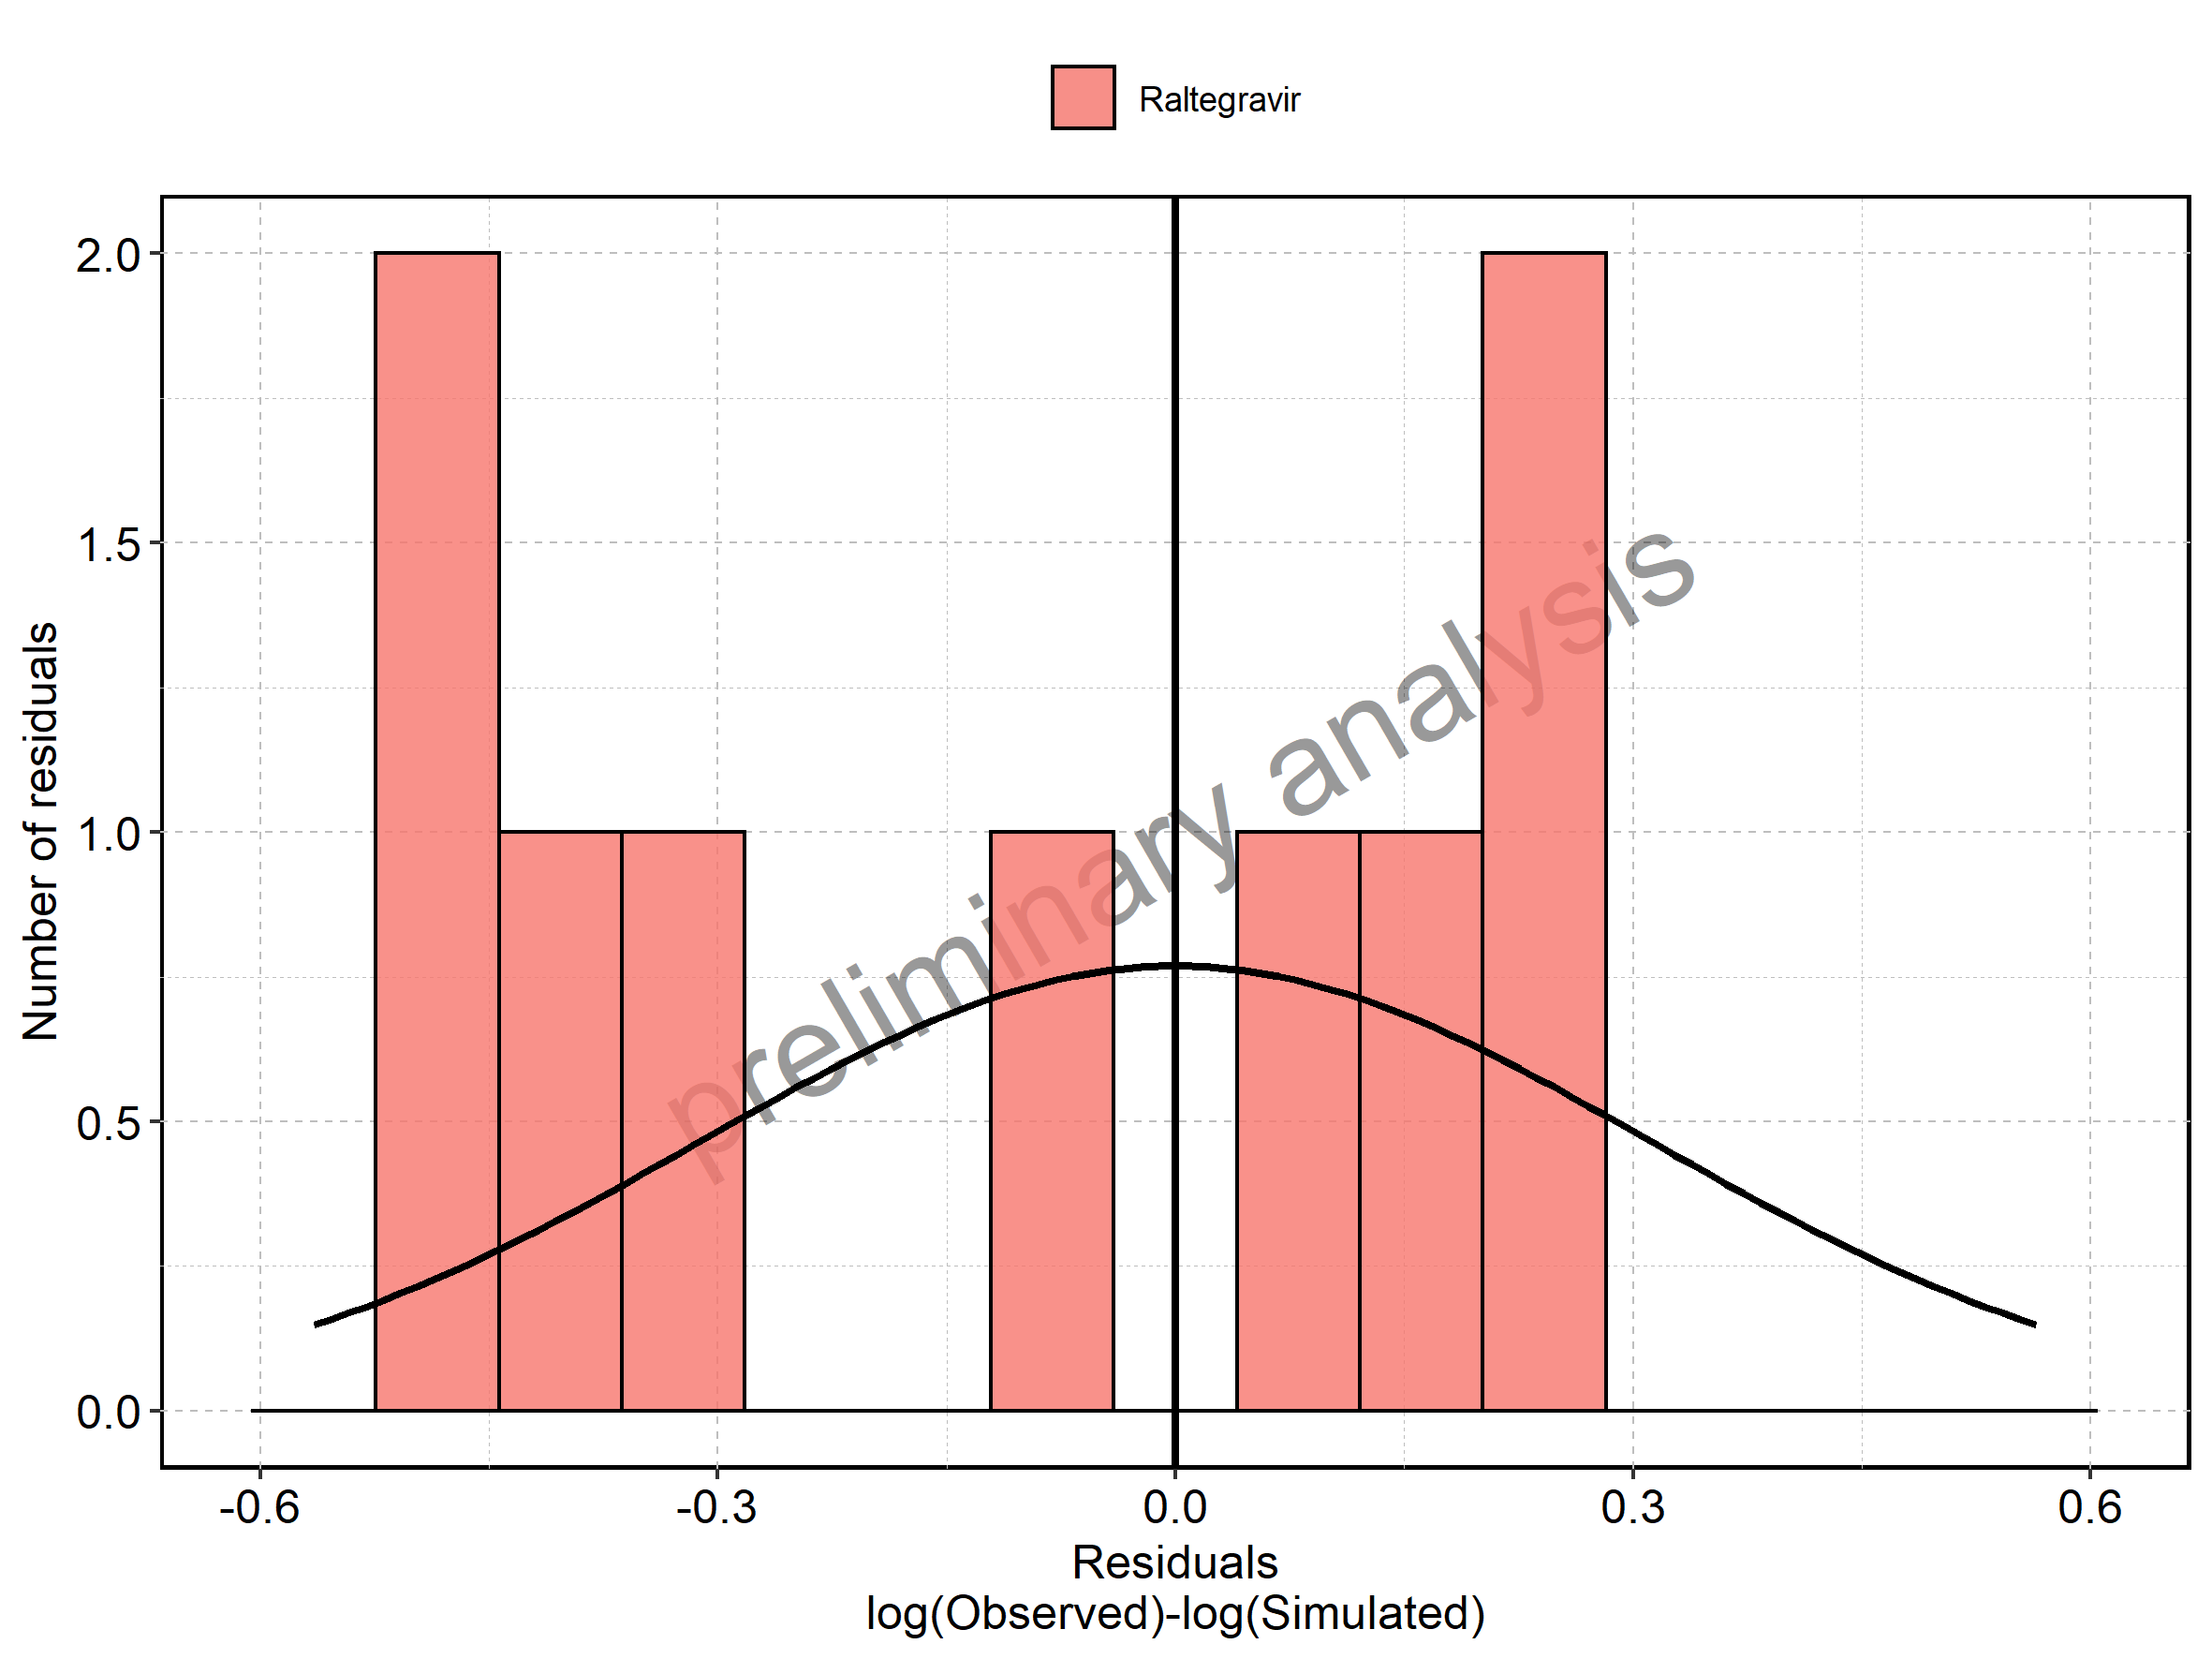 Raltegravir
2.0
1.5
1.0
0.5
0.0
Number of residuals
preliminary analysis
-0.6 -0.3 0.0 0.3 0.6
Residuals
log(Observed)-log(Simulated)